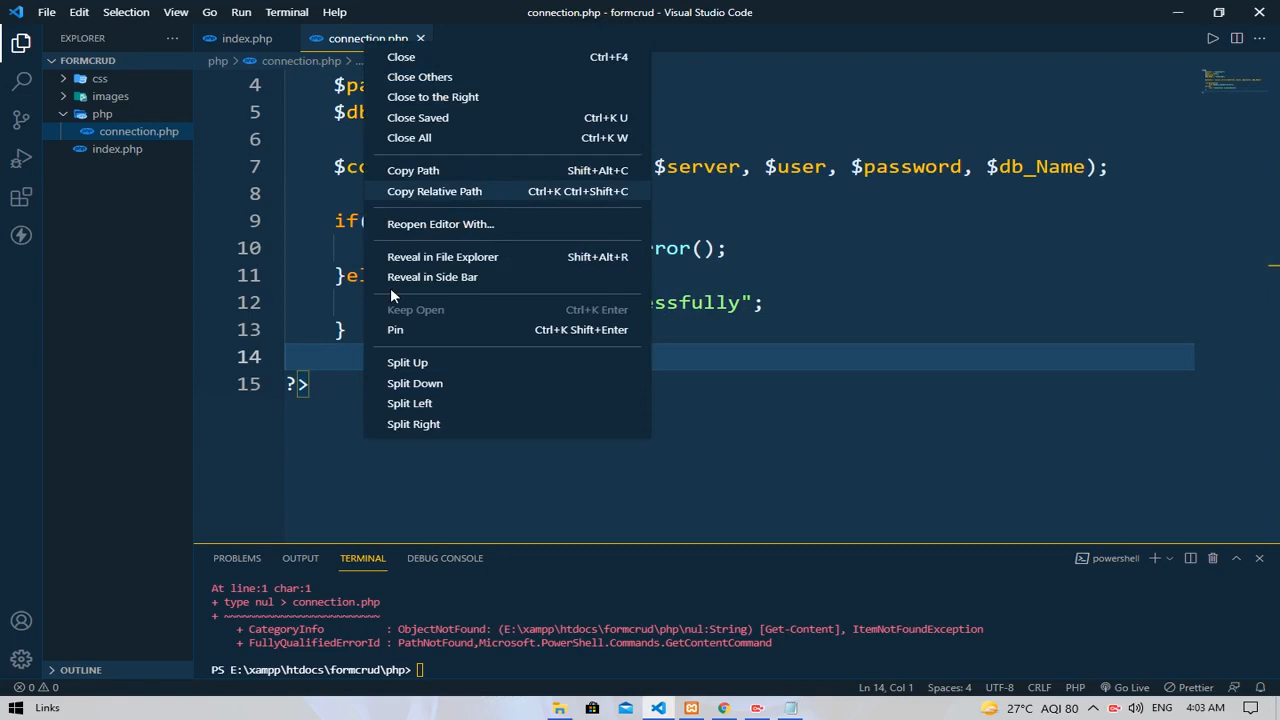 File Edit Selection View Go Run Terminal Help
connection.php - formcrud - Visual Studio Code
EXPLORER
FORMCRUD
css
images
php
connection.php
index.php
OUTLINE
index.php
connection.php
php > connection.php > ...
4 $pa
5 $db
6
7 $co $server, $user, $password, $db_Name);
8
9 if(
10 rror();
11 }el
12 essfully";
13 }
14
15 ?>
Close Ctrl+F4
Close Others
Close to the Right
Close Saved Ctrl+K U
Close All Ctrl+K W
Copy Path Shift+Alt+C
Copy Relative Path Ctrl+K Ctrl+Shift+C
Reopen Editor With...
Reveal in File Explorer Shift+Alt+R
Reveal in Side Bar
Keep Open Ctrl+K Enter
Pin Ctrl+K Shift+Enter
Split Up
Split Down
Split Left
Split Right
PROBLEMS OUTPUT TERMINAL DEBUG CONSOLE
powershell
At line:1 char:1
+ type nul > connection.php
+ ~~~~~~~~~~~~~~~~~~~~~~~~~
+ CategoryInfo : ObjectNotFound: (E:\xampp\htdocs\formcrud\php\nul:String) [Get-Content], ItemNotFoundException
+ FullyQualifiedErrorId : PathNotFound,Microsoft.PowerShell.Commands.GetContentCommand
PS E:\xampp\htdocs\formcrud\php>
0 0
Ln 14, Col 1 Spaces: 4 UTF-8 CRLF PHP Go Live Prettier
Links
27°C AQI 80 ENG 4:03 AM